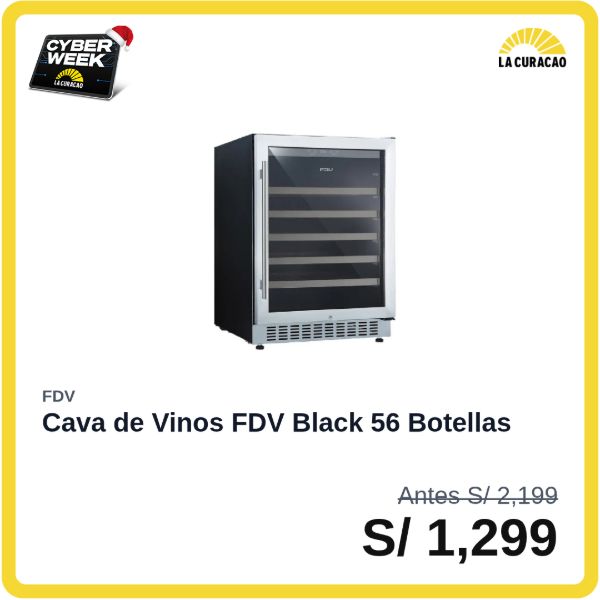 CYBER
WEEK
LA CURACAO
LA CURACAO
FDV
FDV
Cava de Vinos FDV Black 56 Botellas
Antes S/ 2,199
S/ 1,299